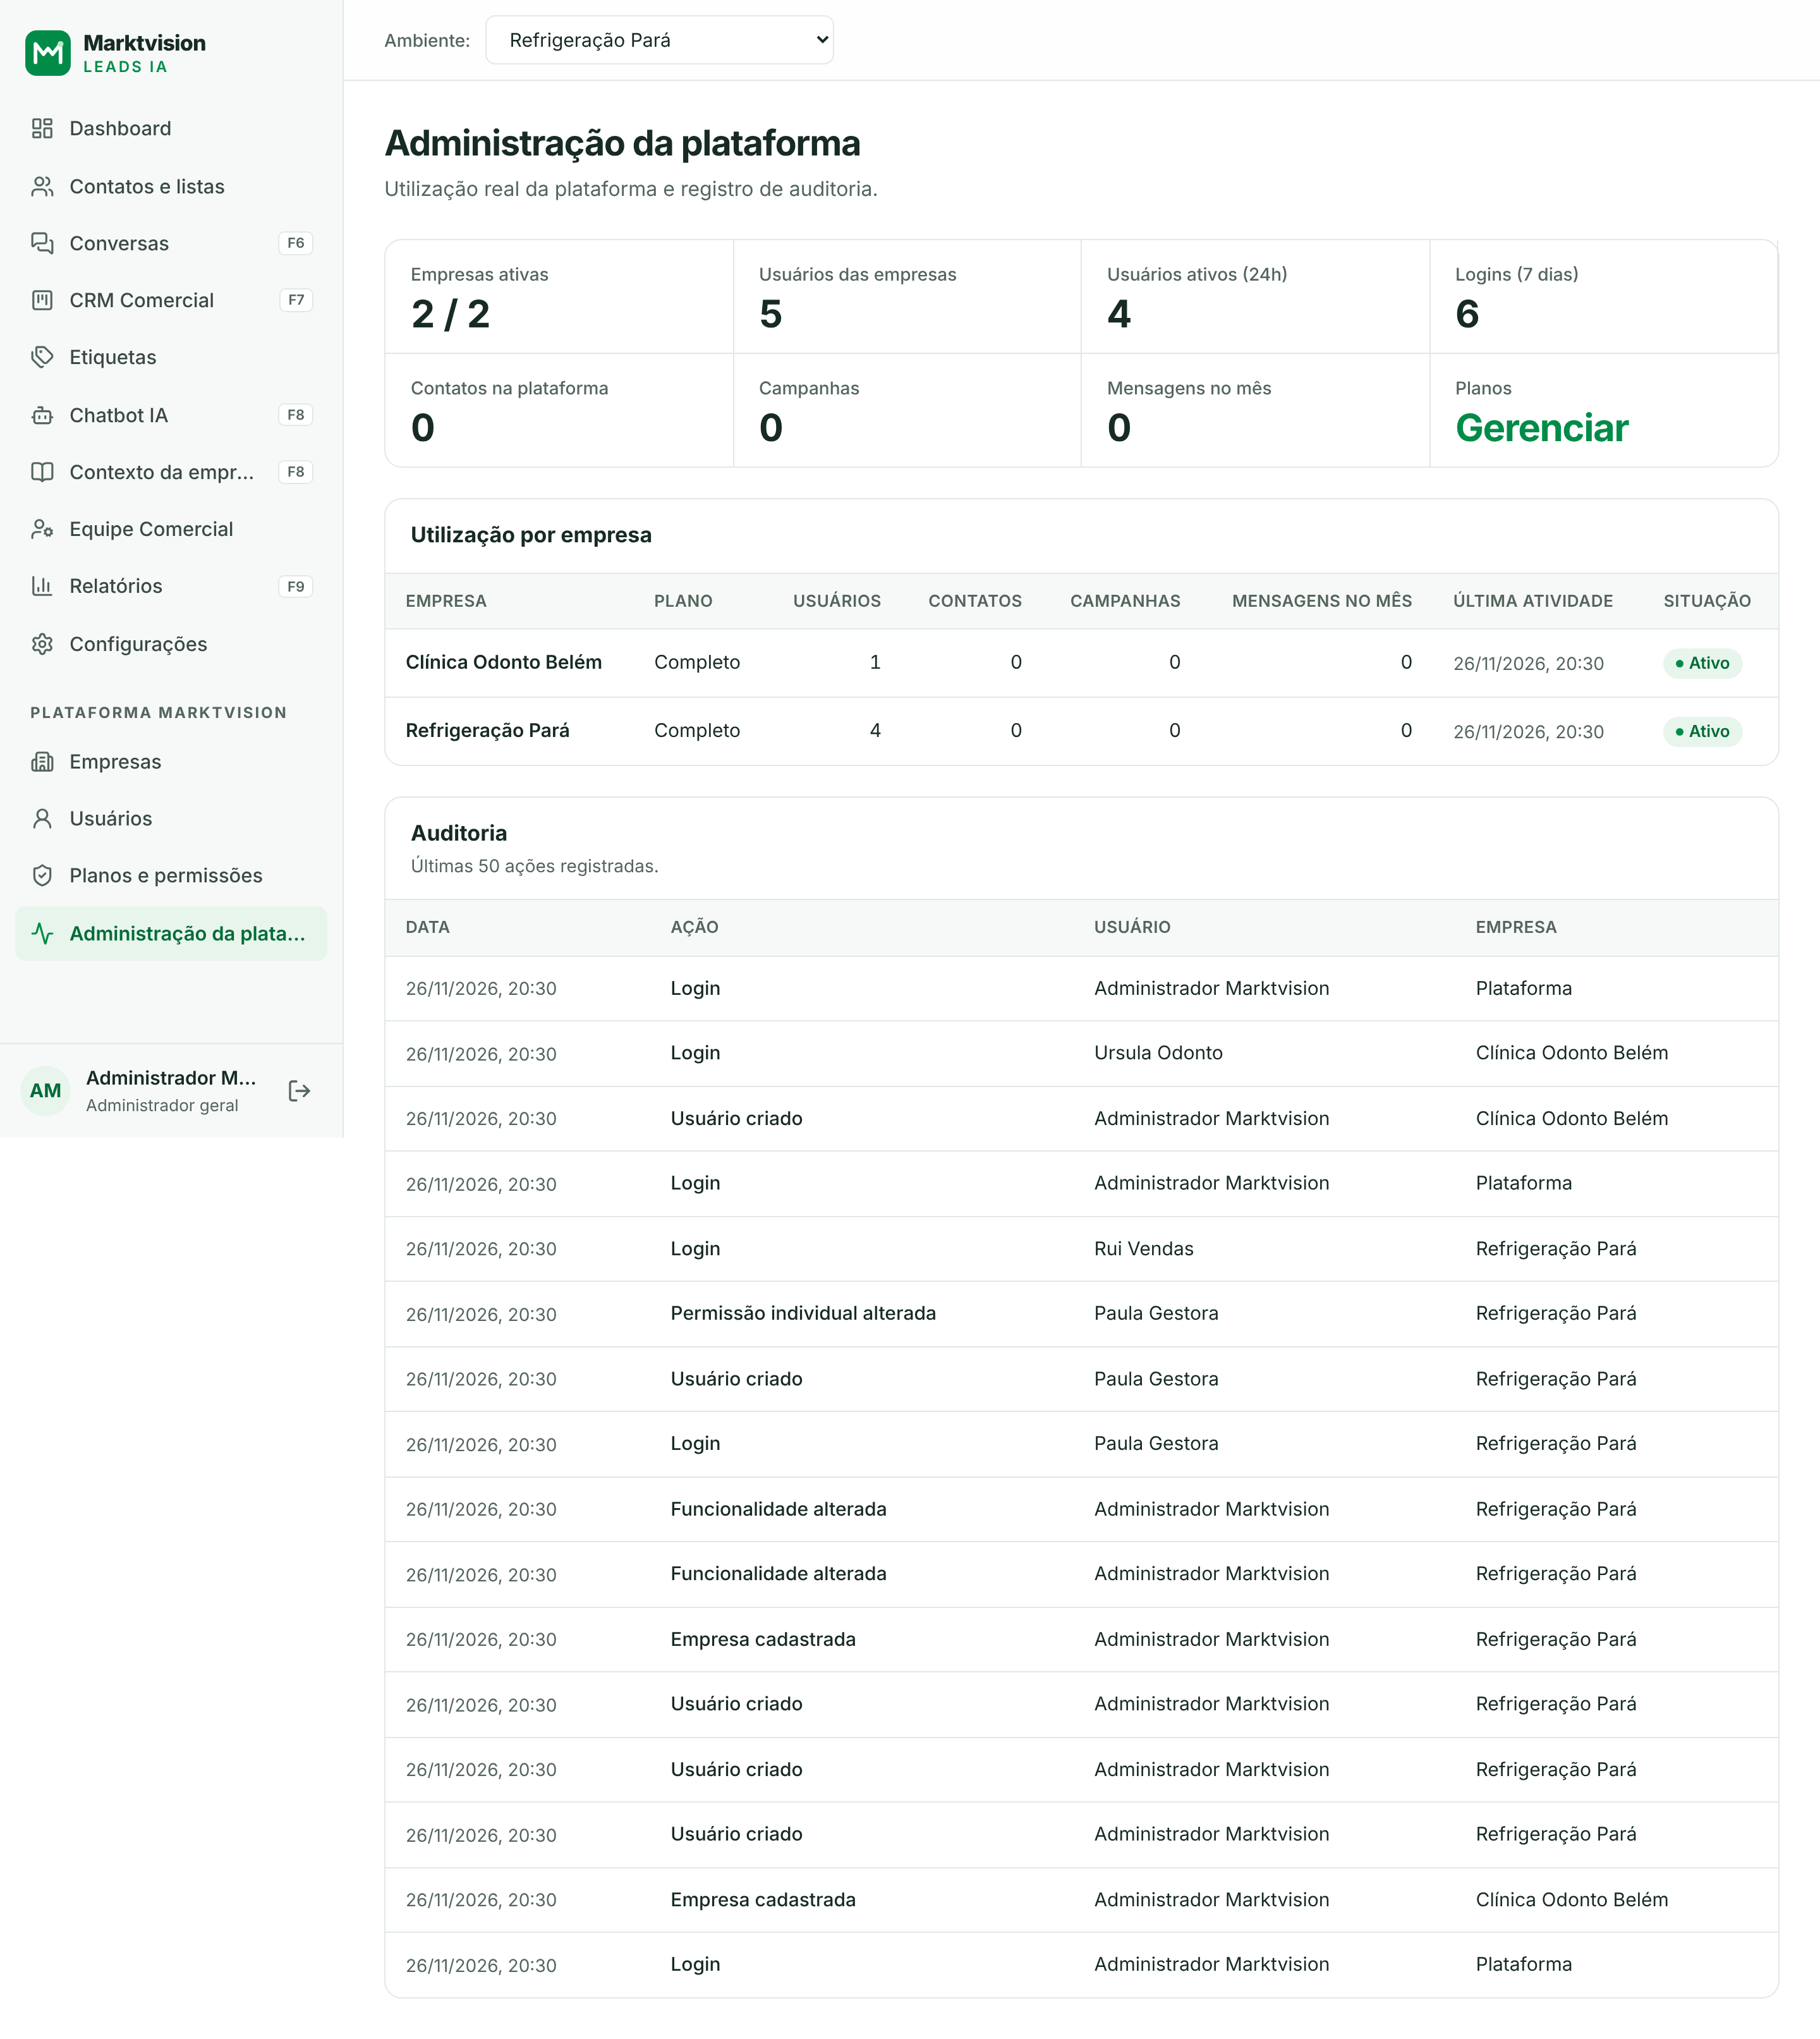 Marktvision
LEADS IA
Dashboard
Contatos e listas
Conversas F6
CRM Comercial F7
Etiquetas
Chatbot IA F8
Contexto da empr... F8
Equipe Comercial
Relatórios F9
Configurações
PLATAFORMA MARKTVISION
Empresas
Usuários
Planos e permissões
Administração da plata...
AM Administrador M...
Administrador geral
Ambiente: Refrigeração Pará
Administração da plataforma
Utilização real da plataforma e registro de auditoria.
Empresas ativas Usuários das empresas Usuários ativos (24h) Logins (7 dias)
2 / 2 5 4 6
Contatos na plataforma Campanhas Mensagens no mês Planos
0 0 0 Gerenciar
Utilização por empresa
EMPRESA PLANO USUÁRIOS CONTATOS CAMPANHAS MENSAGENS NO MÊS ÚLTIMA ATIVIDADE SITUAÇÃO
Clínica Odonto Belém Completo 1 0 0 0 26/11/2026, 20:30 Ativo
Refrigeração Pará Completo 4 0 0 0 26/11/2026, 20:30 Ativo
Auditoria
Últimas 50 ações registradas.
DATA AÇÃO USUÁRIO EMPRESA
26/11/2026, 20:30 Login Administrador Marktvision Plataforma
26/11/2026, 20:30 Login Ursula Odonto Clínica Odonto Belém
26/11/2026, 20:30 Usuário criado Administrador Marktvision Clínica Odonto Belém
26/11/2026, 20:30 Login Administrador Marktvision Plataforma
26/11/2026, 20:30 Login Rui Vendas Refrigeração Pará
26/11/2026, 20:30 Permissão individual alterada Paula Gestora Refrigeração Pará
26/11/2026, 20:30 Usuário criado Paula Gestora Refrigeração Pará
26/11/2026, 20:30 Login Paula Gestora Refrigeração Pará
26/11/2026, 20:30 Funcionalidade alterada Administrador Marktvision Refrigeração Pará
26/11/2026, 20:30 Funcionalidade alterada Administrador Marktvision Refrigeração Pará
26/11/2026, 20:30 Empresa cadastrada Administrador Marktvision Refrigeração Pará
26/11/2026, 20:30 Usuário criado Administrador Marktvision Refrigeração Pará
26/11/2026, 20:30 Usuário criado Administrador Marktvision Refrigeração Pará
26/11/2026, 20:30 Usuário criado Administrador Marktvision Refrigeração Pará
26/11/2026, 20:30 Empresa cadastrada Administrador Marktvision Clínica Odonto Belém
26/11/2026, 20:30 Login Administrador Marktvision Plataforma